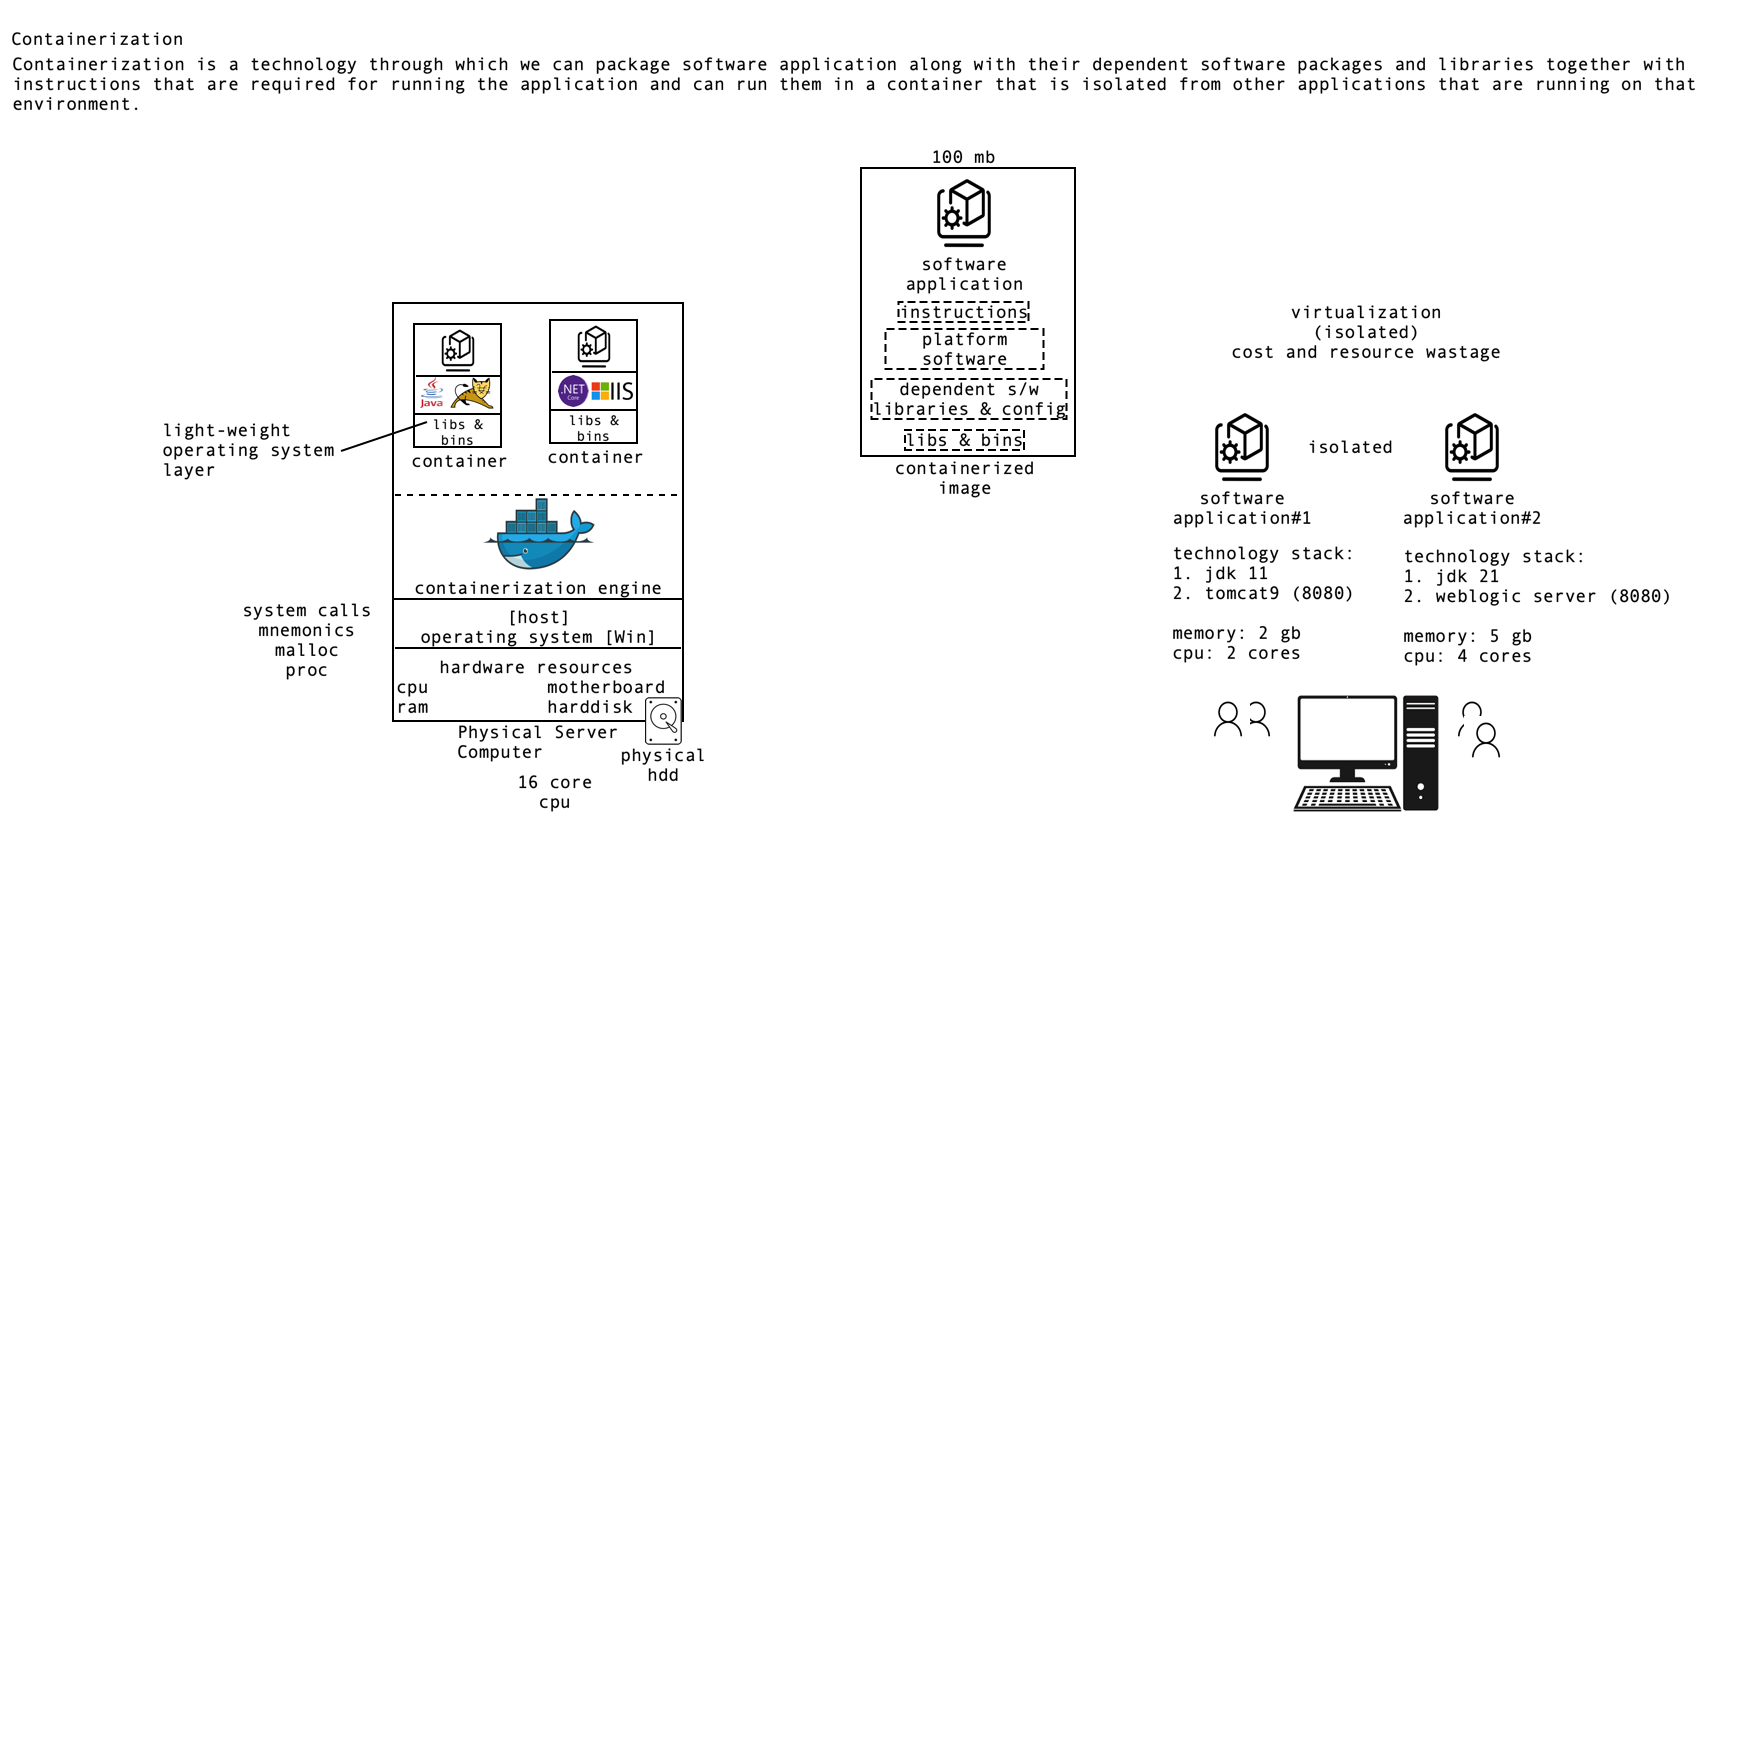 Containerization
Containerization is a technology through which we can package software application along with their dependent software packages and libraries together with
instructions that are required for running the application and can run them in a container that is isolated from other applications that are running on that
environment.
100 mb
software
application
instructions
platform
software
dependent s/w
libraries & config
libs & bins
containerized
image
Java
libs &
bins
container
.NET
Core
IIS
libs &
bins
container
light-weight
operating system
layer
containerization engine
[host]
operating system [Win]
system calls
mnemonics
malloc
proc
hardware resources
cpu
motherboard
ram
harddisk
Physical Server
Computer
physical
hdd
16 core
cpu
virtualization
(isolated)
cost and resource wastage
isolated
software
application#1
technology stack:
1. jdk 11
2. tomcat9 (8080)
memory: 2 gb
cpu: 2 cores
software
application#2
technology stack:
1. jdk 21
2. weblogic server (8080)
memory: 5 gb
cpu: 4 cores